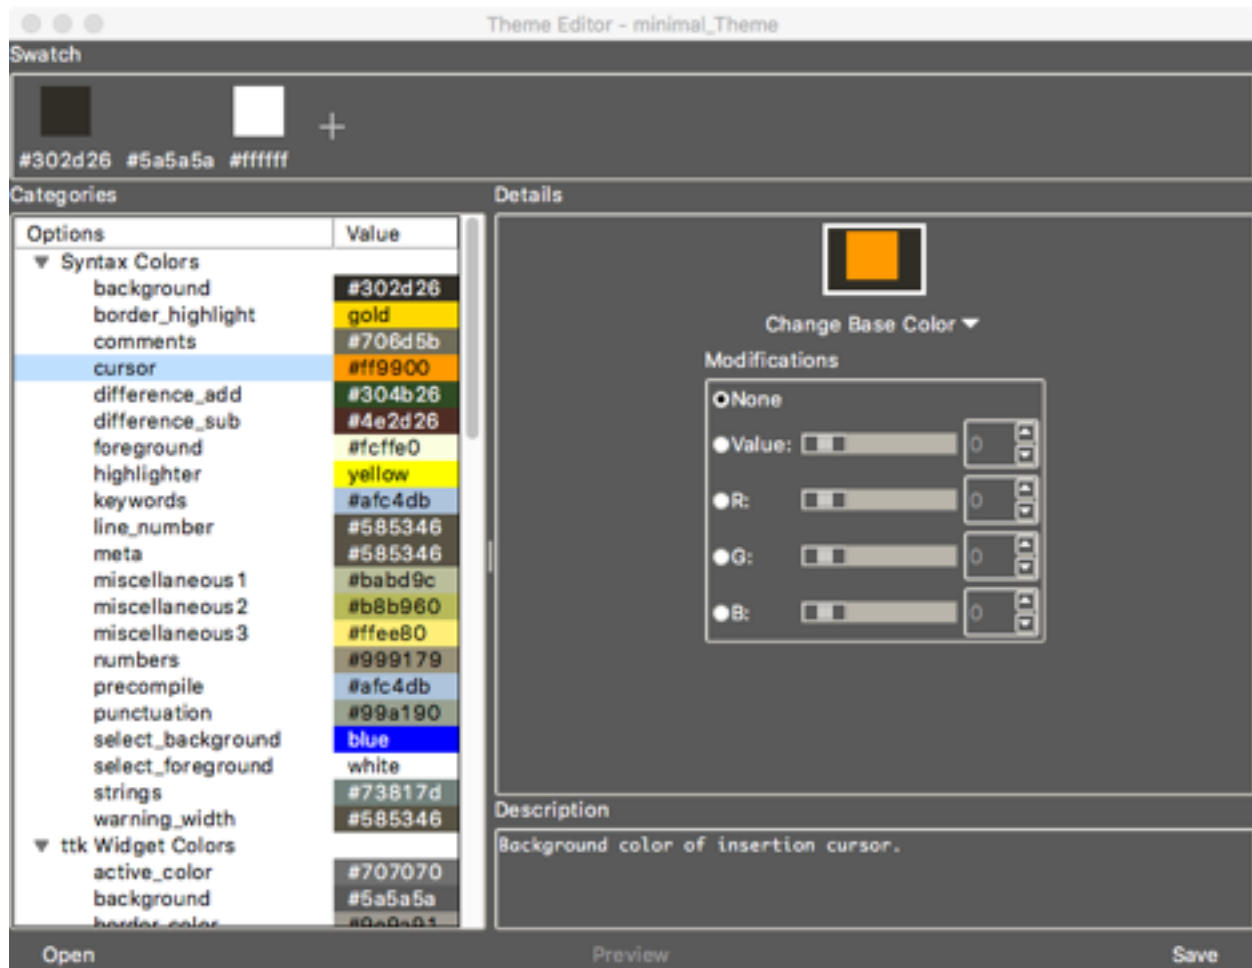 Theme Editor - minimal_Theme
Swatch
#302d26 #5a5a5a #ffffff
Categories
Options Value
Syntax Colors
background #302d26
border_highlight gold
comments #706d5b
cursor #ff9900
difference_add #304b26
difference_sub #4e2d26
foreground #fcffe0
highlighter yellow
keywords #afc4db
line_number #585346
meta #585346
miscellaneous1 #babd9c
miscellaneous2 #b8b960
miscellaneous3 #ffee80
numbers #999179
precompile #afc4db
punctuation #99a190
select_background blue
select_foreground white
strings #73817d
warning_width #585346
ttk Widget Colors
active_color #707070
background #5a5a5a
border_color
Details
Change Base Color
Modifications
None
Value: 0
R: 0
G: 0
B: 0
Description
Background color of insertion cursor.
Open Preview Save